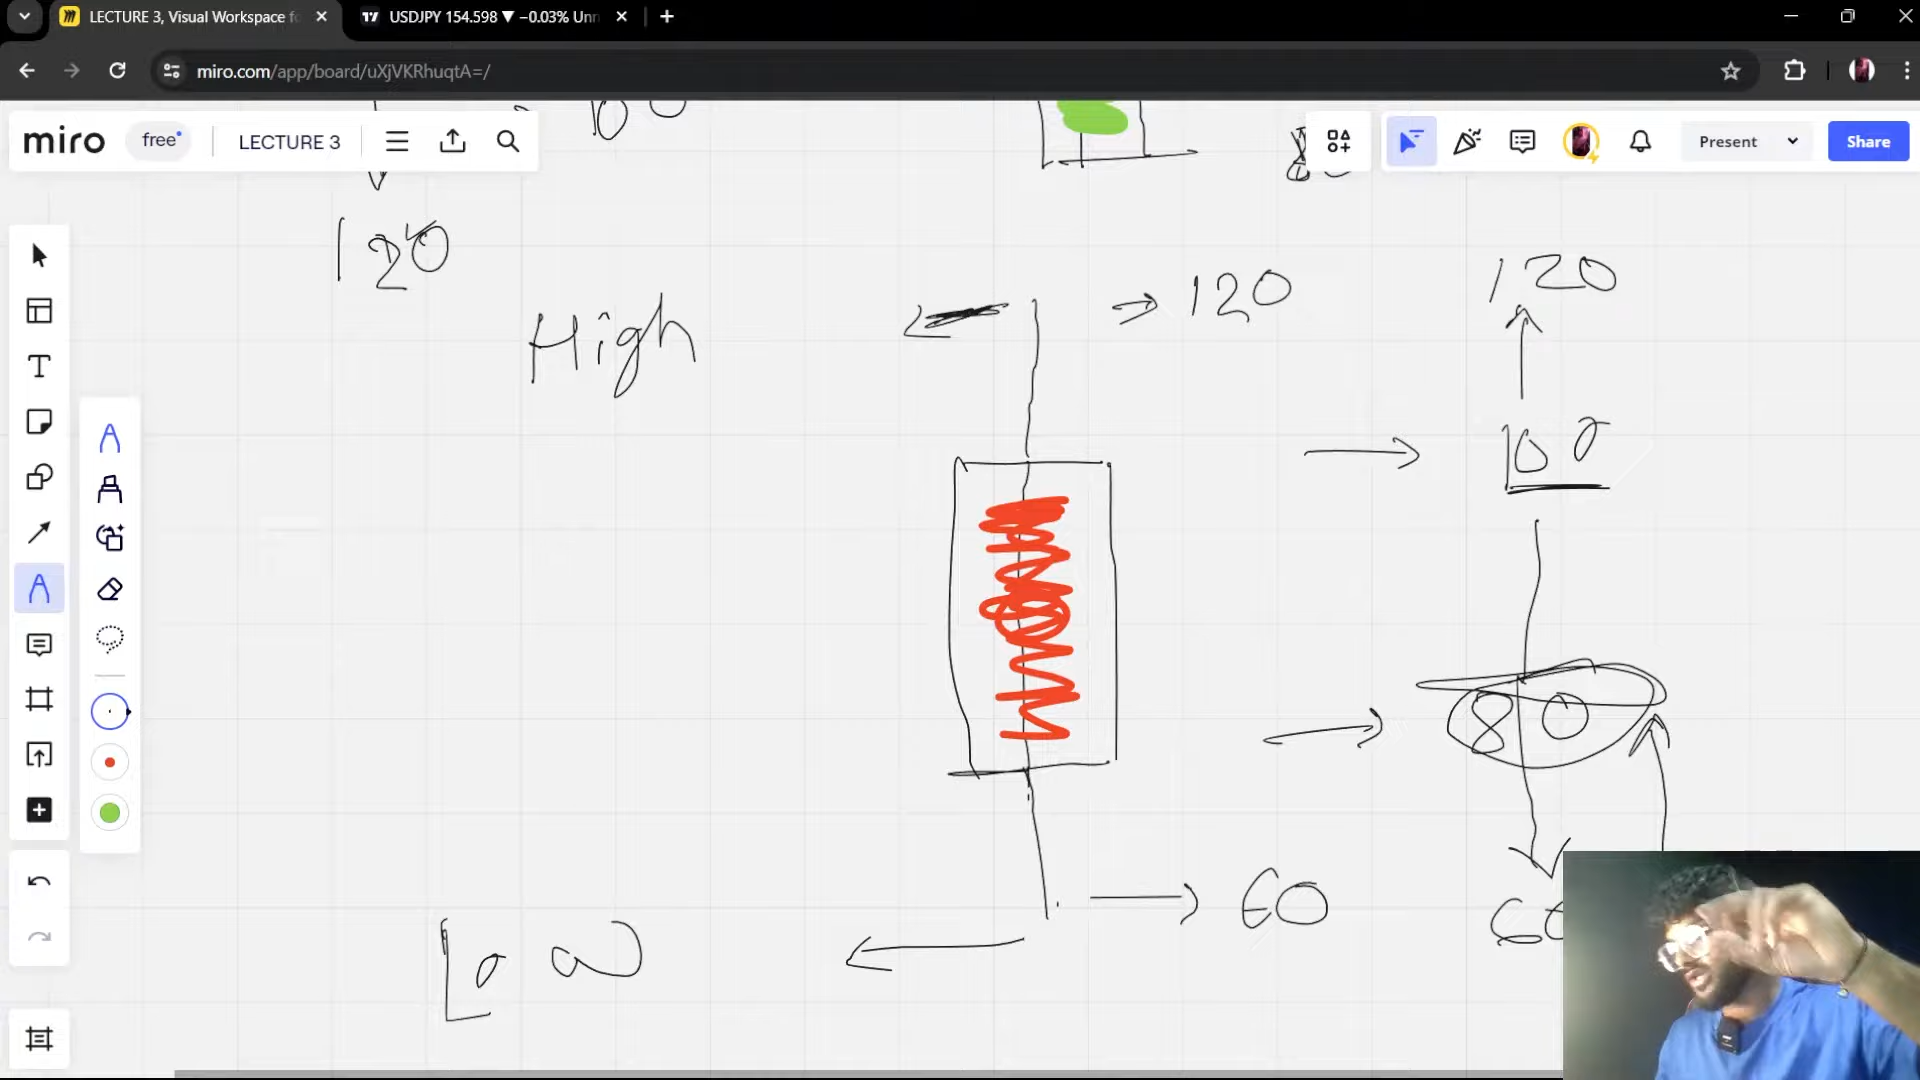 LECTURE 3, Visual Workspace f
USDJPY 154.598 ▼ −0.03% Unn
miro.com/app/board/uXjVKRhuqtA=/
miro
free
LECTURE 3
Present
Share
120
High
120
120
100
80
60
Low